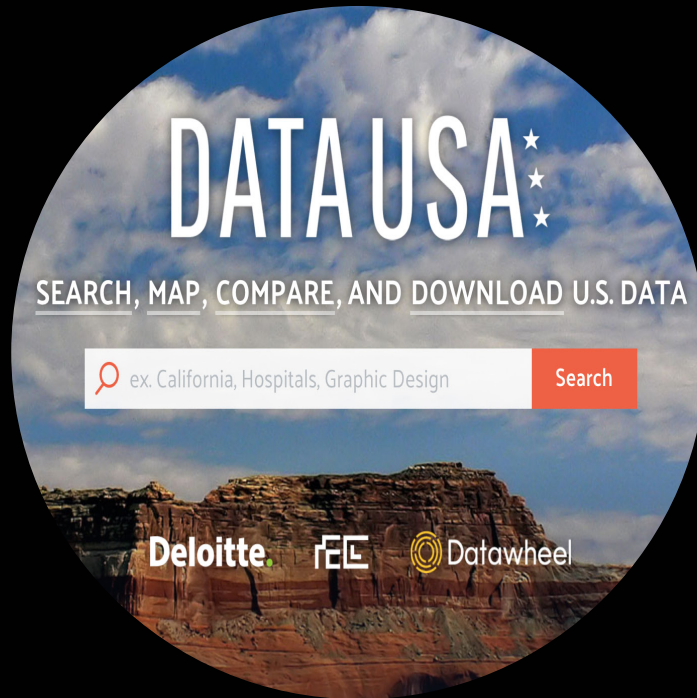 DATA USA
SEARCH, MAP, COMPARE, AND DOWNLOAD U.S. DATA
ex. California, Hospitals, Graphic Design Search
Deloitte. Datawheel